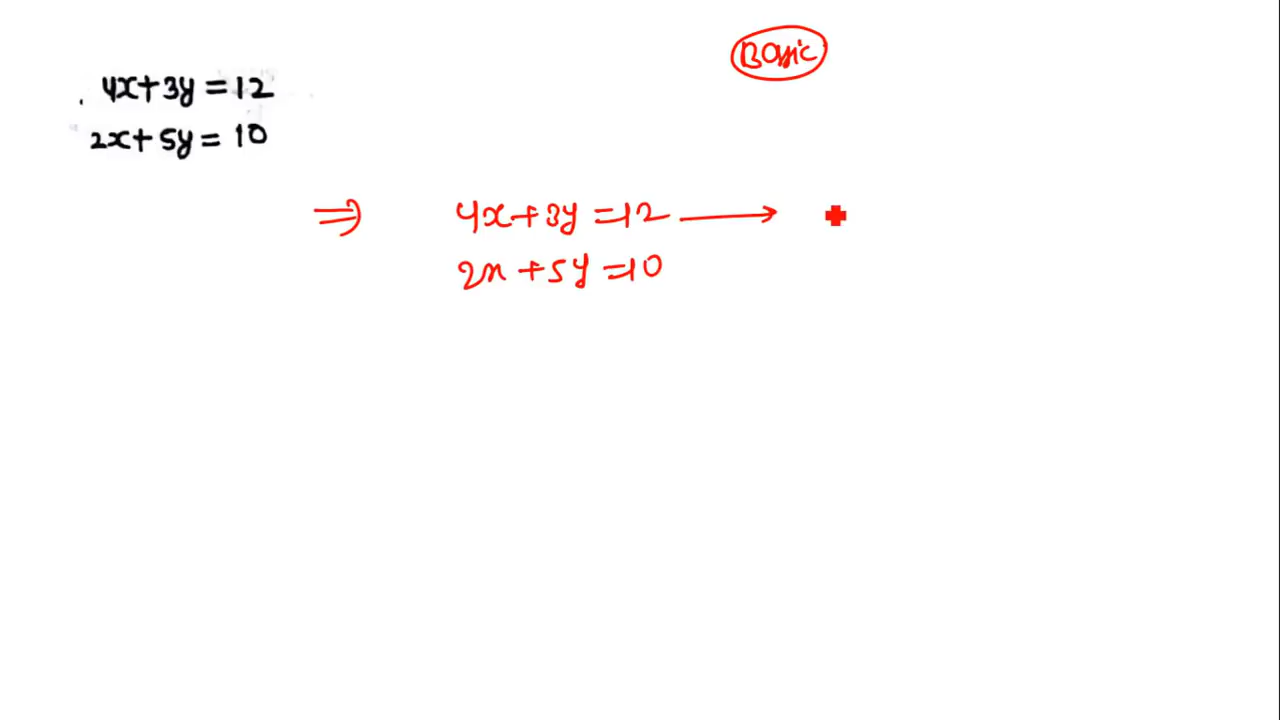 Basic
4x+3y=12
2x+5y=10
⇒ 4x+3y=12 ⟶
2x+5y=10